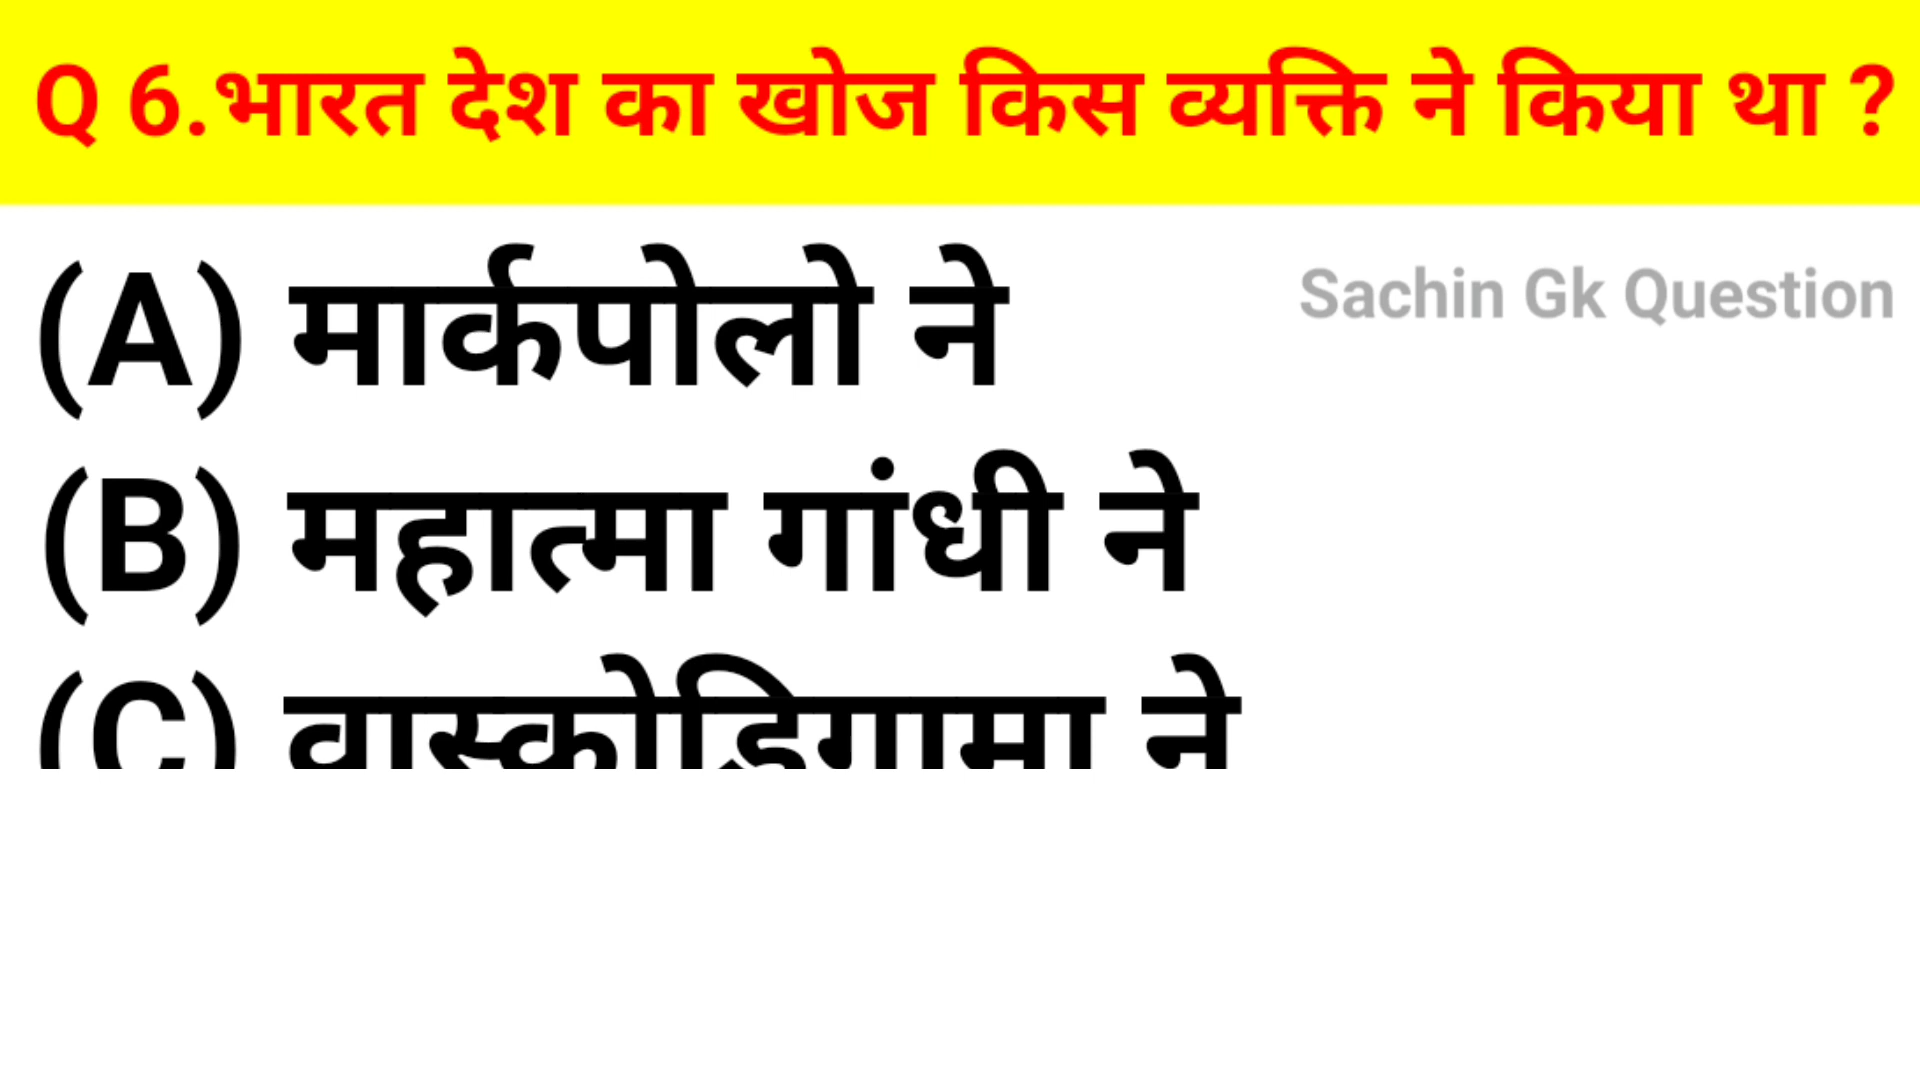 Q 6.भारत देश का खोज किस व्यक्ति ने किया था ?
(A) मार्कपोलो ने
Sachin Gk Question
(B) महात्मा गांधी ने
(C) वास्कोडिगामा ने